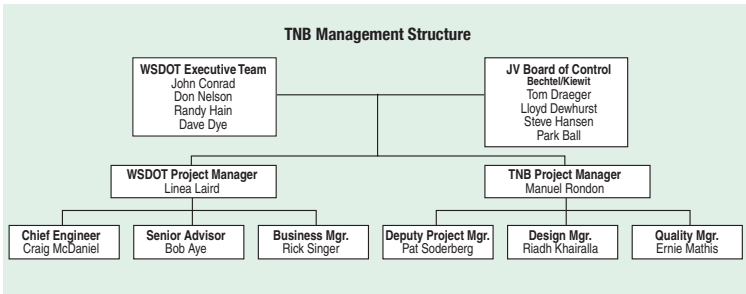 TNB Management Structure
WSDOT Executive Team
John Conrad
Don Nelson
Randy Hain
Dave Dye
JV Board of Control
Bechtel/Kiewit
Tom Draeger
Lloyd Dewhurst
Steve Hansen
Park Ball
WSDOT Project Manager
Linea Laird
TNB Project Manager
Manuel Rondon
Chief Engineer
Craig McDaniel
Senior Advisor
Bob Aye
Business Mgr.
Rick Singer
Deputy Project Mgr.
Pat Soderberg
Design Mgr.
Riadh Khairalla
Quality Mgr.
Ernie Mathis